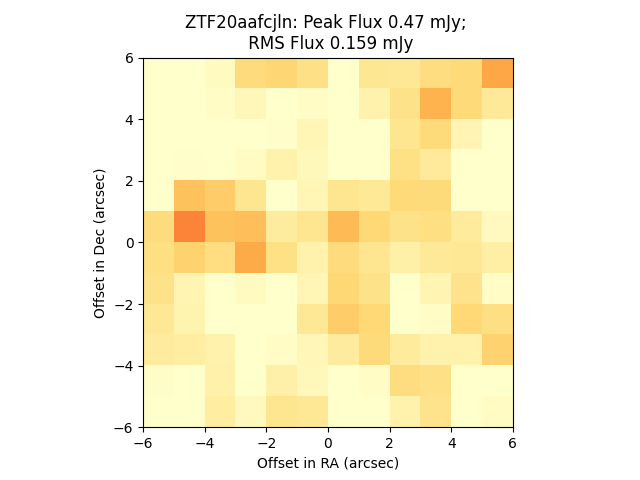 ZTF20aafcjln: Peak Flux 0.47 mJy;
RMS Flux 0.159 mJy
6
4
2
0
−2
−4
−6
Offset in Dec (arcsec)
−6 −4 −2 0 2 4 6
Offset in RA (arcsec)